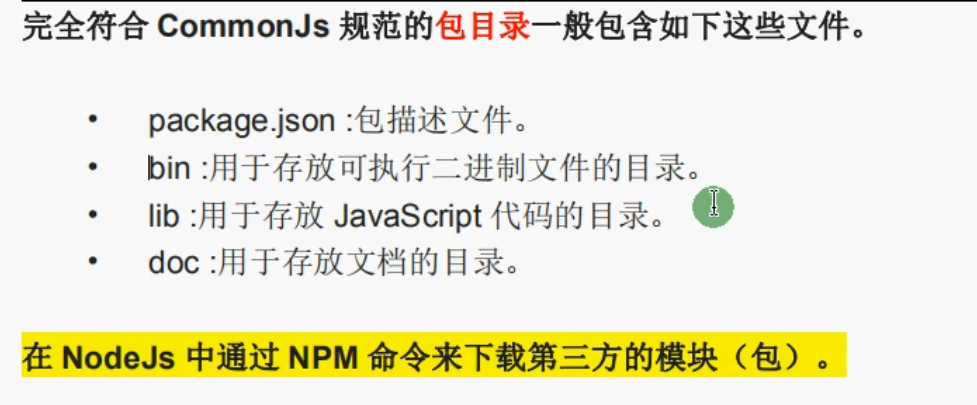 完全符合 CommonJs 规范的包目录一般包含如下这些文件。
• package.json :包描述文件。
• bin :用于存放可执行二进制文件的目录。
• lib :用于存放 JavaScript 代码的目录。
• doc :用于存放文档的目录。
在 NodeJs 中通过 NPM 命令来下载第三方的模块（包）。